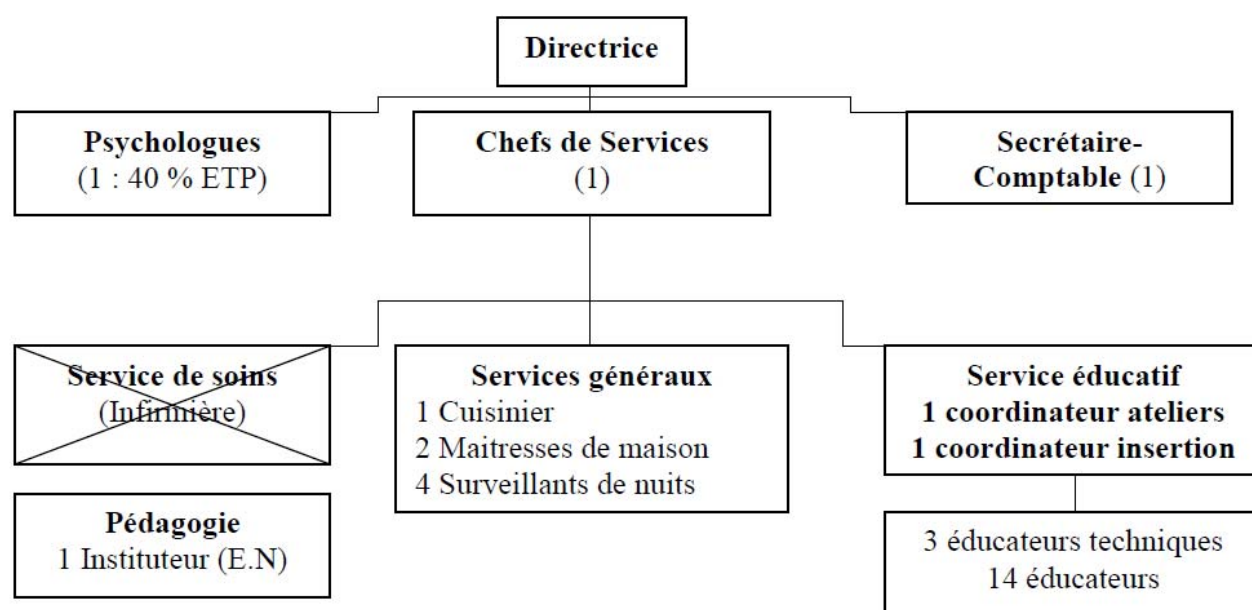 Directrice
Psychologues
(1 : 40 % ETP)
Chefs de Services
(1)
Secrétaire-
Comptable (1)
Service de soins
(Infirmière)
Services généraux
1 Cuisinier
2 Maitresses de maison
4 Surveillants de nuits
Service éducatif
1 coordinateur ateliers
1 coordinateur insertion
Pédagogie
1 Instituteur (E.N)
3 éducateurs techniques
14 éducateurs